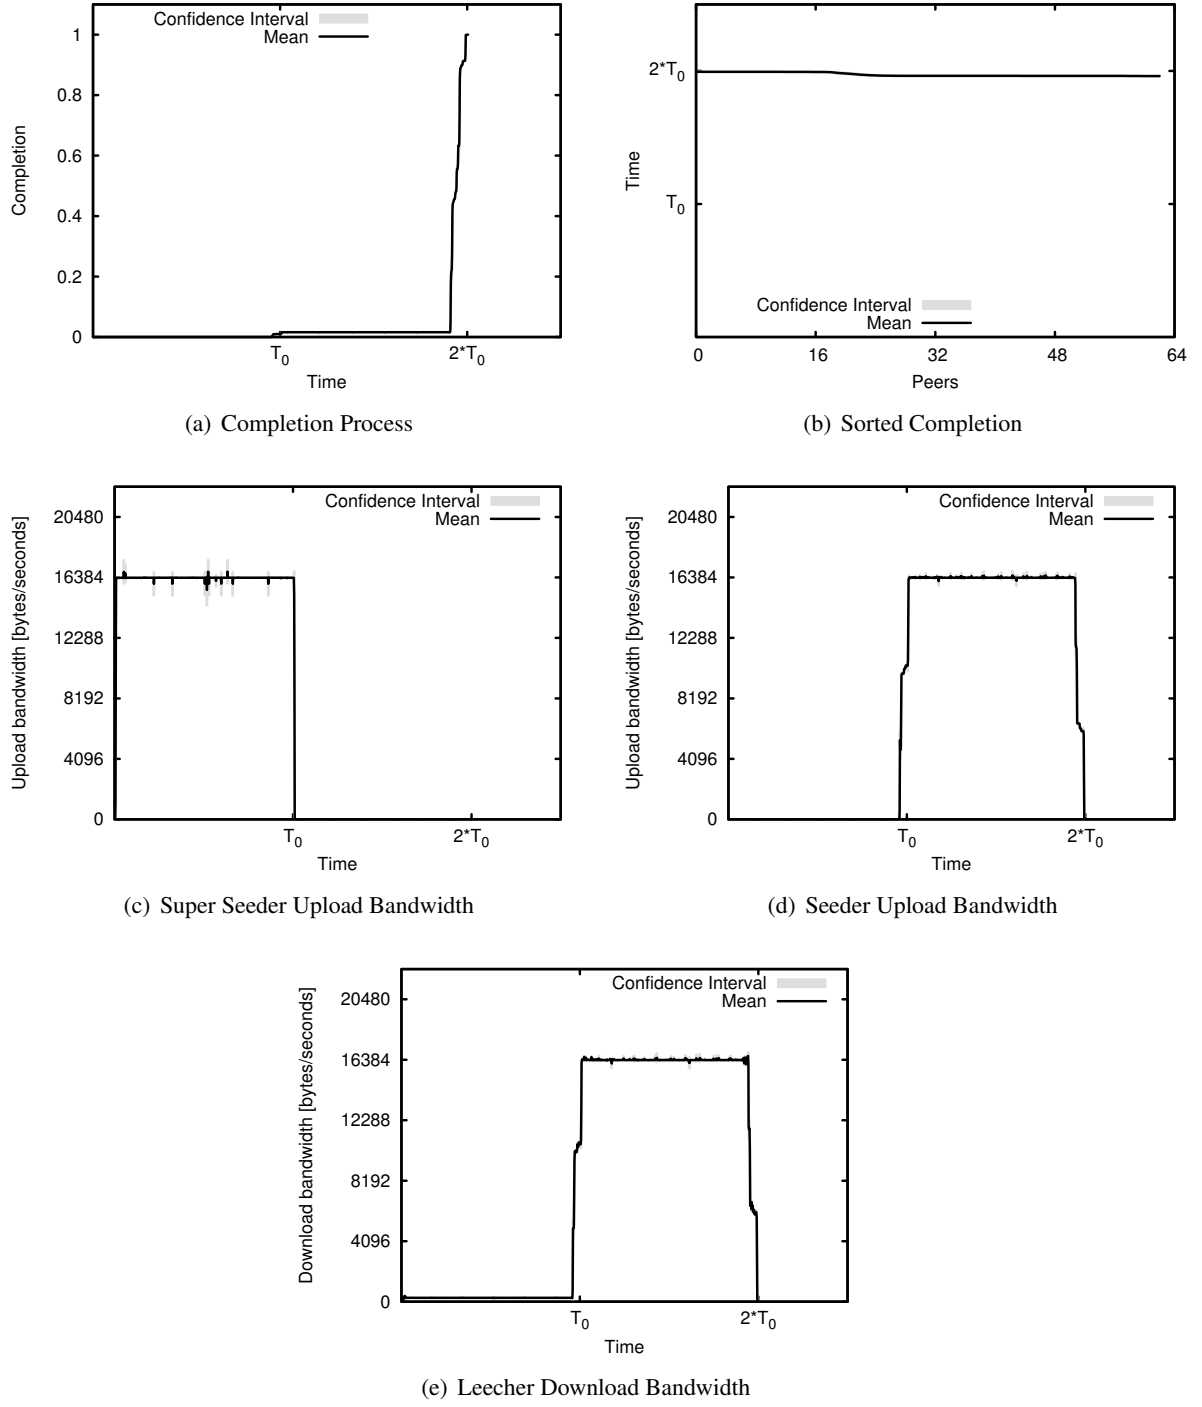 Confidence Interval
Mean
1
0.8
0.6
0.4
0.2
0
Completion
T0
2*T0
Time
(a) Completion Process
2*T0
T0
Time
Confidence Interval
Mean
0 16 32 48 64
Peers
(b) Sorted Completion
Confidence Interval
Mean
20480
16384
12288
8192
4096
0
Upload bandwidth [bytes/seconds]
T0
2*T0
Time
(c) Super Seeder Upload Bandwidth
Confidence Interval
Mean
20480
16384
12288
8192
4096
0
Upload bandwidth [bytes/seconds]
T0
2*T0
Time
(d) Seeder Upload Bandwidth
Confidence Interval
Mean
20480
16384
12288
8192
4096
0
Download bandwidth [bytes/seconds]
T0
2*T0
Time
(e) Leecher Download Bandwidth